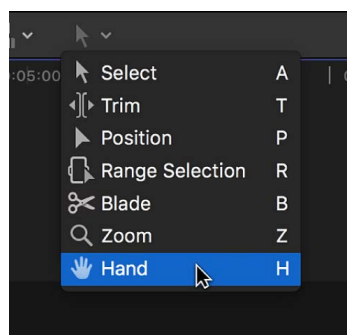 :05:00
Select A
Trim T
Position P
Range Selection R
Blade B
Zoom Z
Hand H